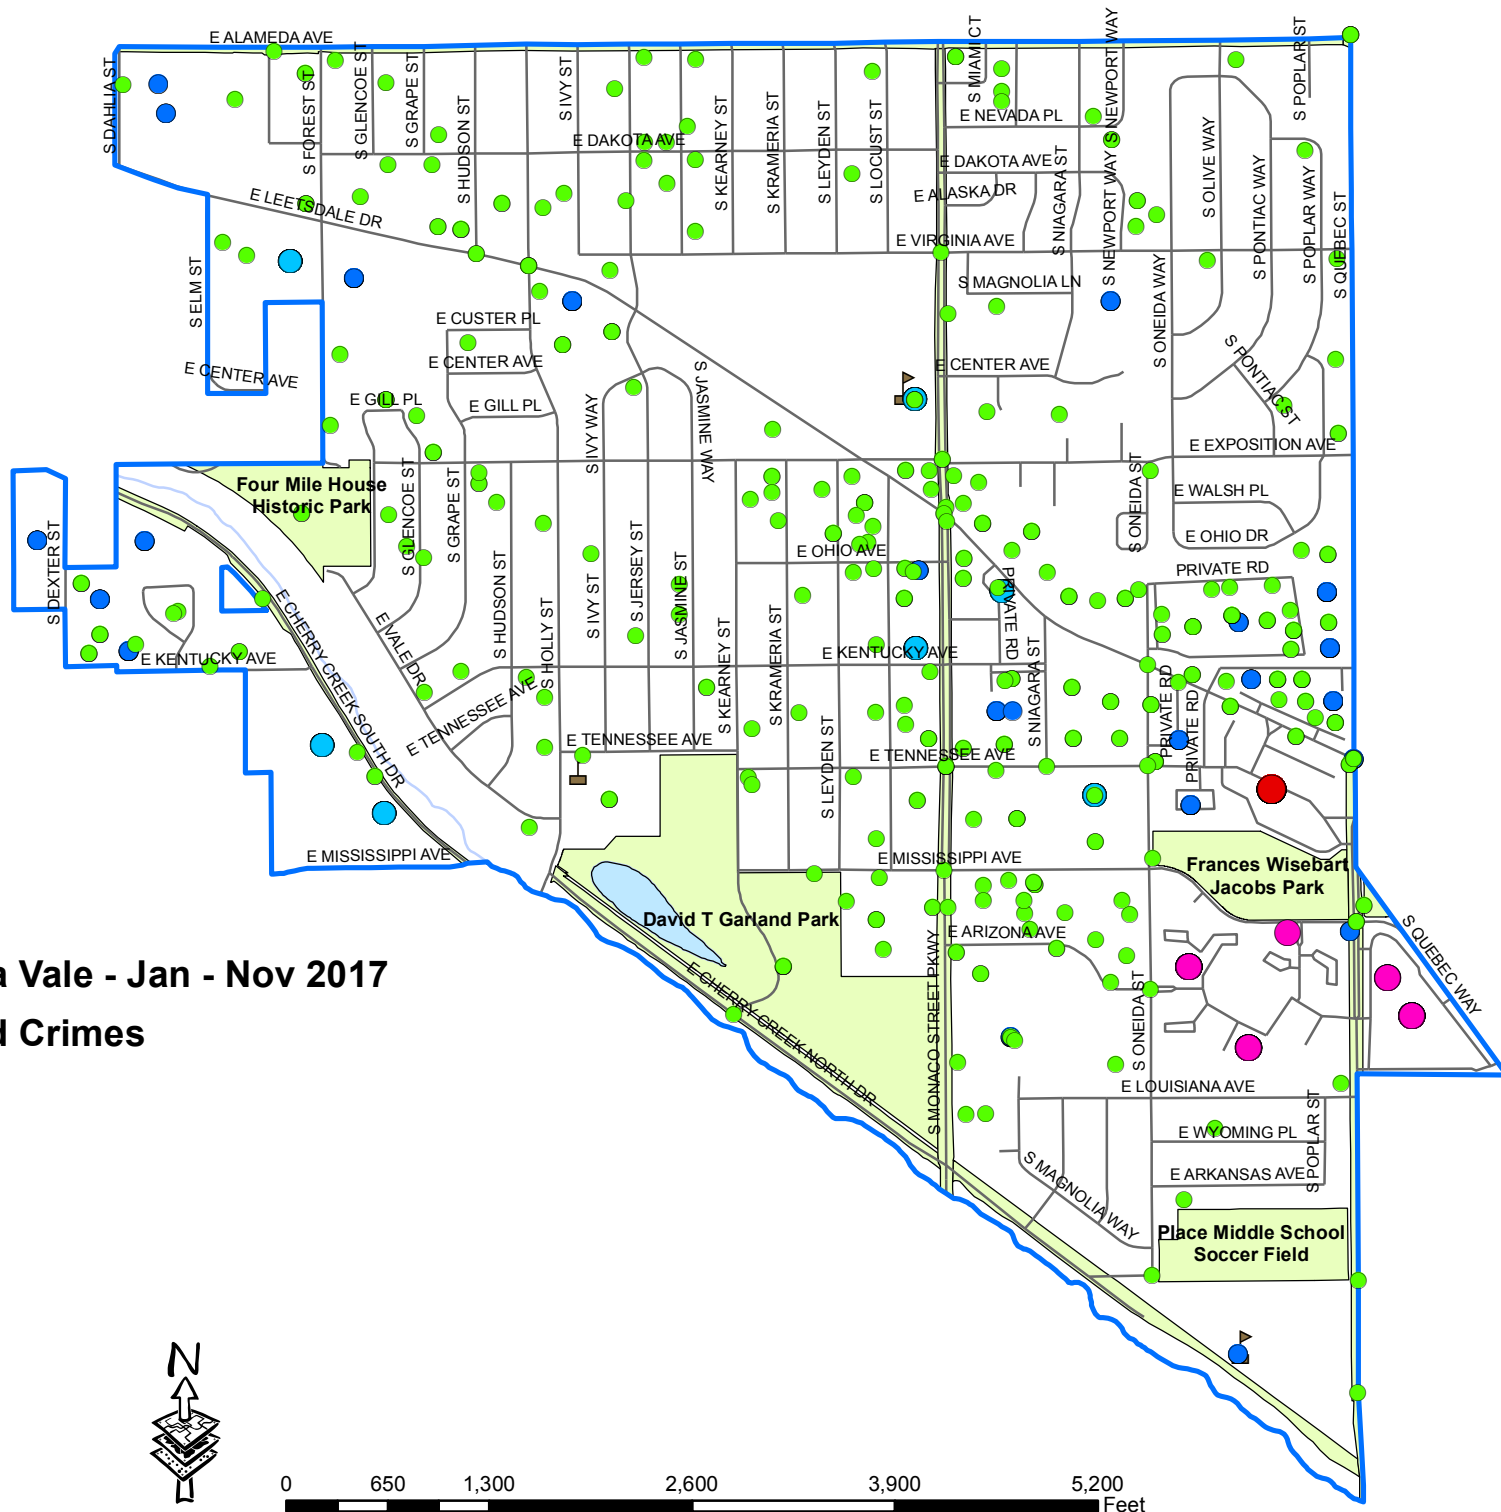 E ALAMEDA AVE
S DAHLIA ST
S FOREST ST
S GLENCOE ST
S GRAPE ST
S HUDSON ST
S IVY ST
E DAKOTA AVE
S KEARNEY ST
S KRAMERIA ST
S LEYDEN ST
S LOCUST ST
S MIAMI CT
E NEVADA PL
S NEWPORT WAY
E DAKOTA AVE
E ALASKA DR
S NIAGARA ST
S NEWPORT WAY
S OLIVE WAY
S PONTIAC WAY
S POPLAR ST
S POPLAR WAY
S QUEBEC ST
E LEETSDALE DR
E VIRGINIA AVE
S MAGNOLIA LN
S ONEIDA WAY
S ELM ST
E CUSTER PL
E CENTER AVE
E CENTER AVE
E CENTER AVE
S PONTIAC ST
E GILL PL
E GILL PL
S IVY WAY
S JASMINE WAY
E EXPOSITION AVE
Four Mile House
Historic Park
S GLENCOE ST
S GRAPE ST
S ONEIDA ST
E WALSH PL
E OHIO DR
E OHIO AVE
PRIVATE RD
S DEXTER ST
E CHERRY CREEK SOUTH DR
E VALE DR
S HUDSON ST
S HOLLY ST
S IVY ST
S JERSEY ST
S JASMINE ST
S KEARNEY ST
S KRAMERIA ST
PRIVATE RD
S NIAGARA ST
E KENTUCKY AVE
E KENTUCKY AVE
E TENNESSEE AVE
E TENNESSEE AVE
E TENNESSEE AVE
S LEYDEN ST
PRIVATE RD
PRIVATE RD
E MISSISSIPPI AVE
E MISSISSIPPI AVE
Frances Wisebart
Jacobs Park
David T Garland Park
E ARIZONA AVE
S QUEBEC WAY
a Vale - Jan - Nov 2017
d Crimes
E CHERRY CREEK NORTH DR
S MONACO STREET PKWY
S ONEIDA ST
E LOUISIANA AVE
E WYOMING PL
S POPLAR ST
E ARKANSAS AVE
S MAGNOLIA WAY
Place Middle School
Soccer Field
N
0 650 1,300 2,600 3,900 5,200
Feet